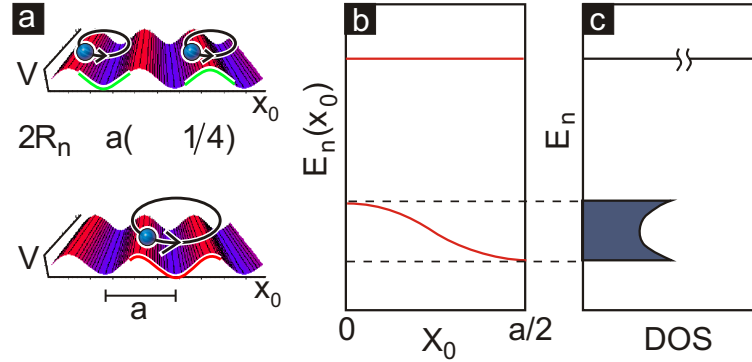 a
V
x₀
2Rₙ a( 1/4)
V
x₀
a
b
Eₙ(x₀)
0
X₀
a/2
c
Eₙ
DOS